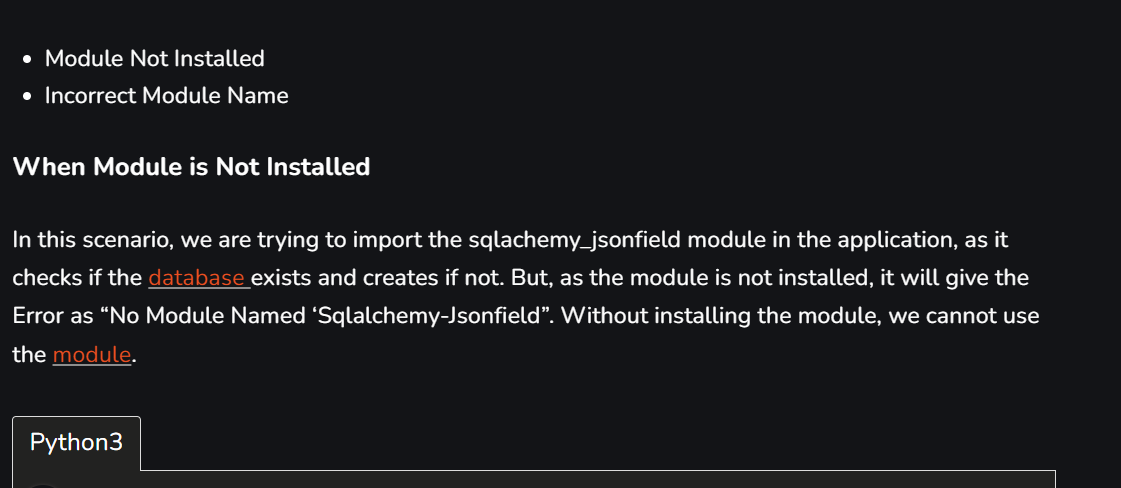 • Module Not Installed
• Incorrect Module Name
When Module is Not Installed
In this scenario, we are trying to import the sqlachemy_jsonfield module in the application, as it
checks if the database exists and creates if not. But, as the module is not installed, it will give the
Error as “No Module Named ‘Sqlalchemy-Jsonfield”. Without installing the module, we cannot use
the module.
Python3